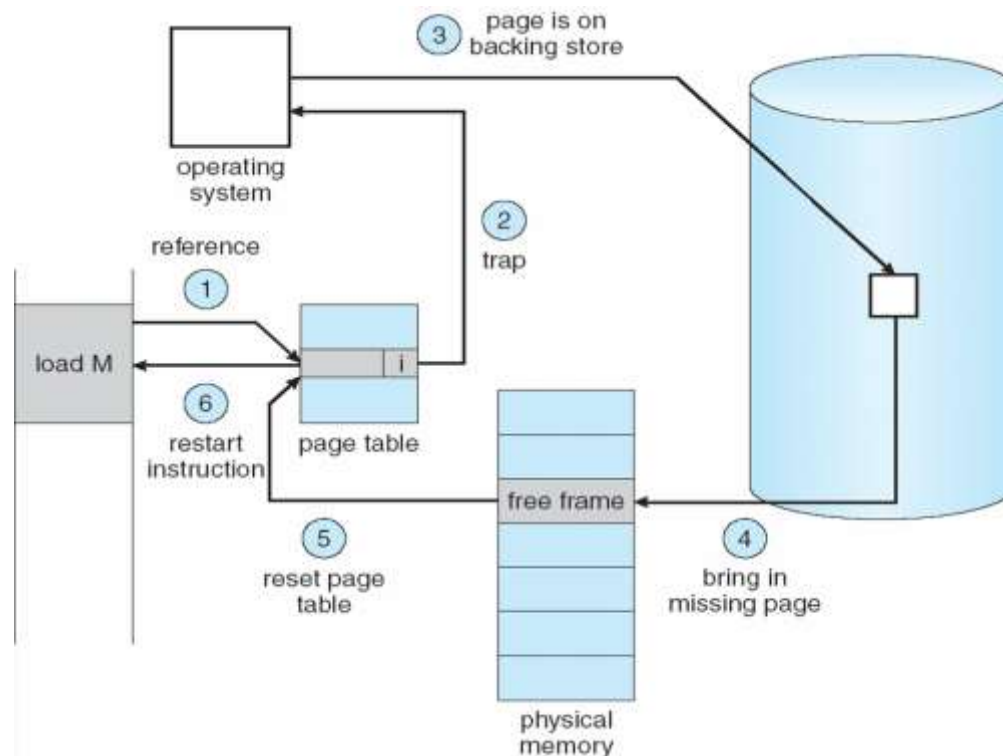 3
page is on
backing store
operating
system
reference
1
2
trap
load M
i
6
restart
instruction
page table
free frame
5
reset page
table
4
bring in
missing page
physical
memory